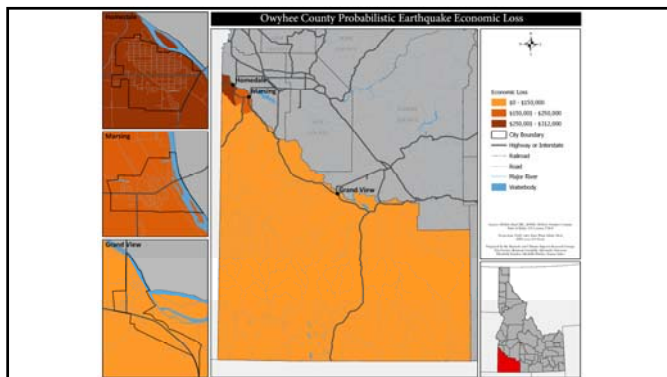 Owyhee County Probabilistic Earthquake Economic Loss
Homedale
Marsing
Grand View
Homedale
Marsing
Grand View
Economic Loss
$0 - $150,000
$150,001 - $250,000
$250,001 - $312,000
City Boundary
Highway or Interstate
Railroad
Road
Major River
Waterbody